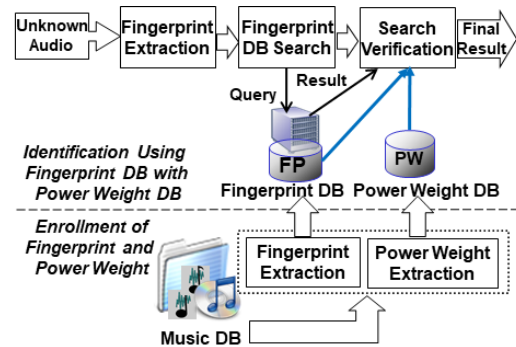 Unknown
Audio
Fingerprint
Extraction
Fingerprint
DB Search
Search
Verification
Final
Result
Query
Result
FP
PW
Identification Using
Fingerprint DB with
Power Weight DB
Fingerprint DB
Power Weight DB
Enrollment of
Fingerprint and
Power Weight
Fingerprint
Extraction
Power Weight
Extraction
Music DB